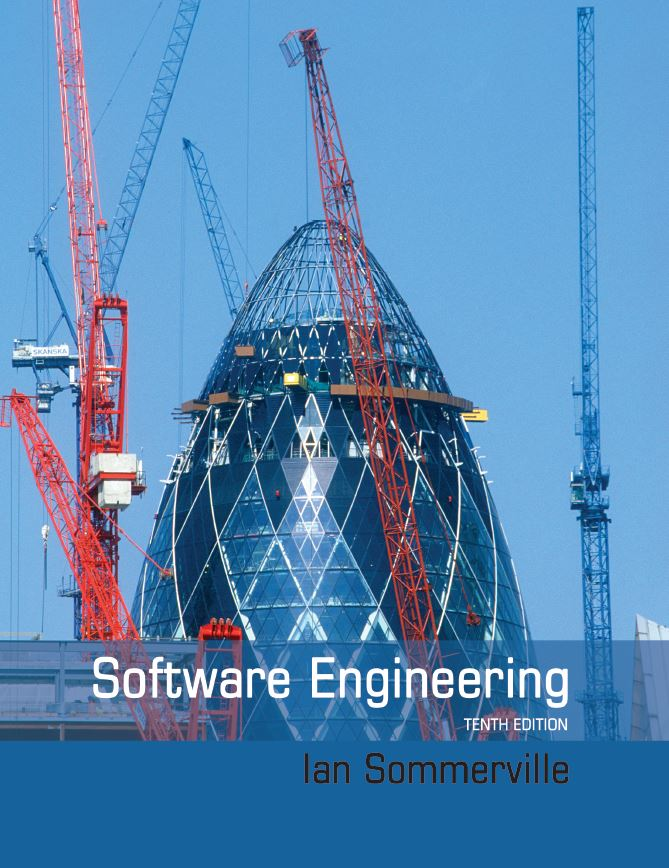 SKANSKA
Software Engineering
TENTH EDITION
Ian Sommerville